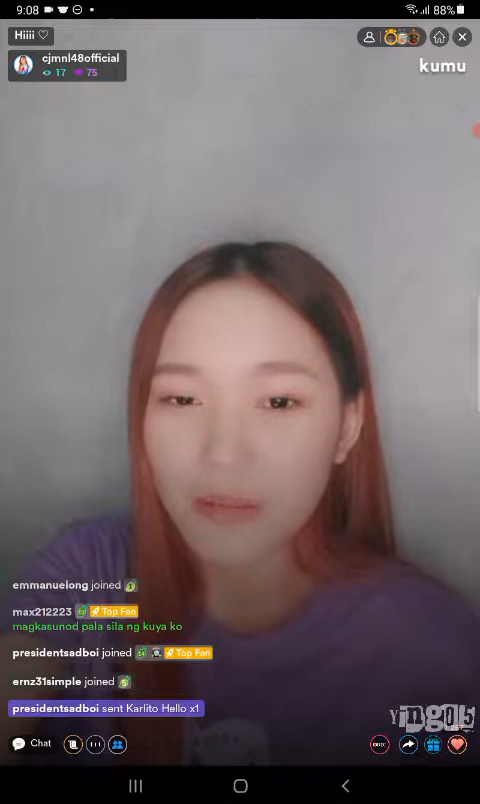 9:08
88%
Hiiii ♡
cjmnl48official
17 75
kumu
emmanuelong joined
max212223 Top Fan
magkasunod pala sila ng kuya ko
presidentsadboi joined Top Fan
ernz31simple joined
presidentsadboi sent Karlito Hello x1
Chat